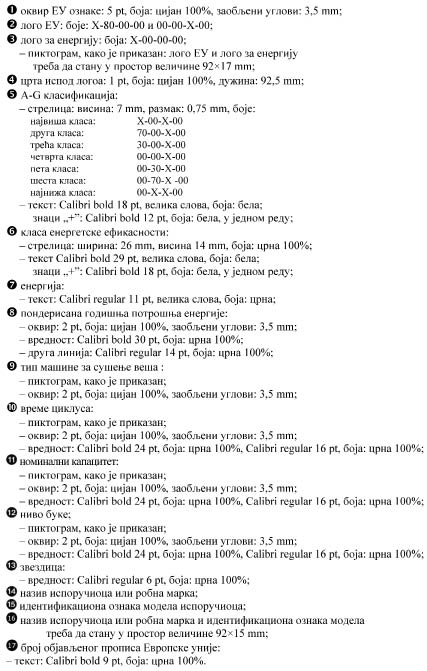 ❶ оквир ЕУ ознаке: 5 pt, боја: цијан 100%, заобљени углови: 3,5 mm;
❷ лого ЕУ: боје: X-80-00-00 и 00-00-X-00;
❸ лого за енергију: боја: X-00-00-00;
– пиктограм, како је приказан: лого ЕУ и лого за енергију
треба да стану у простор величине 92×17 mm;
❹ црта испод логоа: 1 pt, боја: цијан 100%, дужина: 92,5 mm;
❺ A-G класификација:
– стрелица: висина: 7 mm, размак: 0,75 mm, боје:
највиша класа: X-00-X-00
друга класа: 70-00-X-00
трећа класа: 30-00-X-00
четврта класа: 00-00-X-00
пета класа: 00-30-X-00
шеста класа: 00-70-X -00
најнижа класа: 00-X-X-00
– текст: Calibri bold 18 pt, велика слова, боја: бела;
знаци „+”: Calibri bold 12 pt, боја: бела, у једном реду;
❻ класа енергетске ефикасности:
– стрелица: ширина: 26 mm, висина 14 mm, боја: црна 100%;
– текст Calibri bold 29 pt, велика слова, боја: бела;
знаци „+”: Calibri bold 18 pt, боја: бела, у једном реду;
❼ енергија:
– текст: Calibri regular 11 pt, велика слова, боја: црна;
❽ пондерисана годишња потрошња енергије:
– оквир: 2 pt, боја: цијан 100%, заобљени углови: 3,5 mm;
– вредност: Calibri bold 30 pt, боја: црна 100%;
– друга линија: Calibri regular 14 pt, боја: црна 100%;
❾ тип машине за сушење веша :
– пиктограм, како је приказан;
– оквир: 2 pt, боја: цијан 100%, заобљени углови: 3,5 mm;
❿ време циклуса:
– пиктограм, како је приказан;
– оквир: 2 pt, боја: цијан 100%, заобљени углови: 3,5 mm;
– вредност: Calibri bold 24 pt, боја: црна 100%, Calibri regular 16 pt, боја: црна 100%;
⓫ номинални капацитет:
– пиктограм, како је приказан;
– оквир: 2 pt, боја: цијан 100%, заобљени углови: 3,5 mm;
– вредност: Calibri bold 24 pt, боја: црна 100%, Calibri regular 16 pt, боја: црна 100%;
⓬ ниво буке;
– пиктограм, како је приказан;
– оквир: 2 pt, боја: цијан 100%, заобљени углови: 3,5 mm;
– вредност: Calibri bold 24 pt, боја: црна 100%, Calibri regular 16 pt, боја: црна 100%;
⓭ звездица:
– вредност: Calibri regular 6 pt, боја: црна 100%;
⓮ назив испоручиоца или робна марка;
⓯ идентификациона ознака модела испоручиоца;
⓰ назив испоручиоца или робна марка и идентификациона ознака модела
треба да стану у простор величине 92×15 mm;
⓱ број објављеног прописа Европске уније:
– текст: Calibri bold 9 pt, боја: црна 100%.